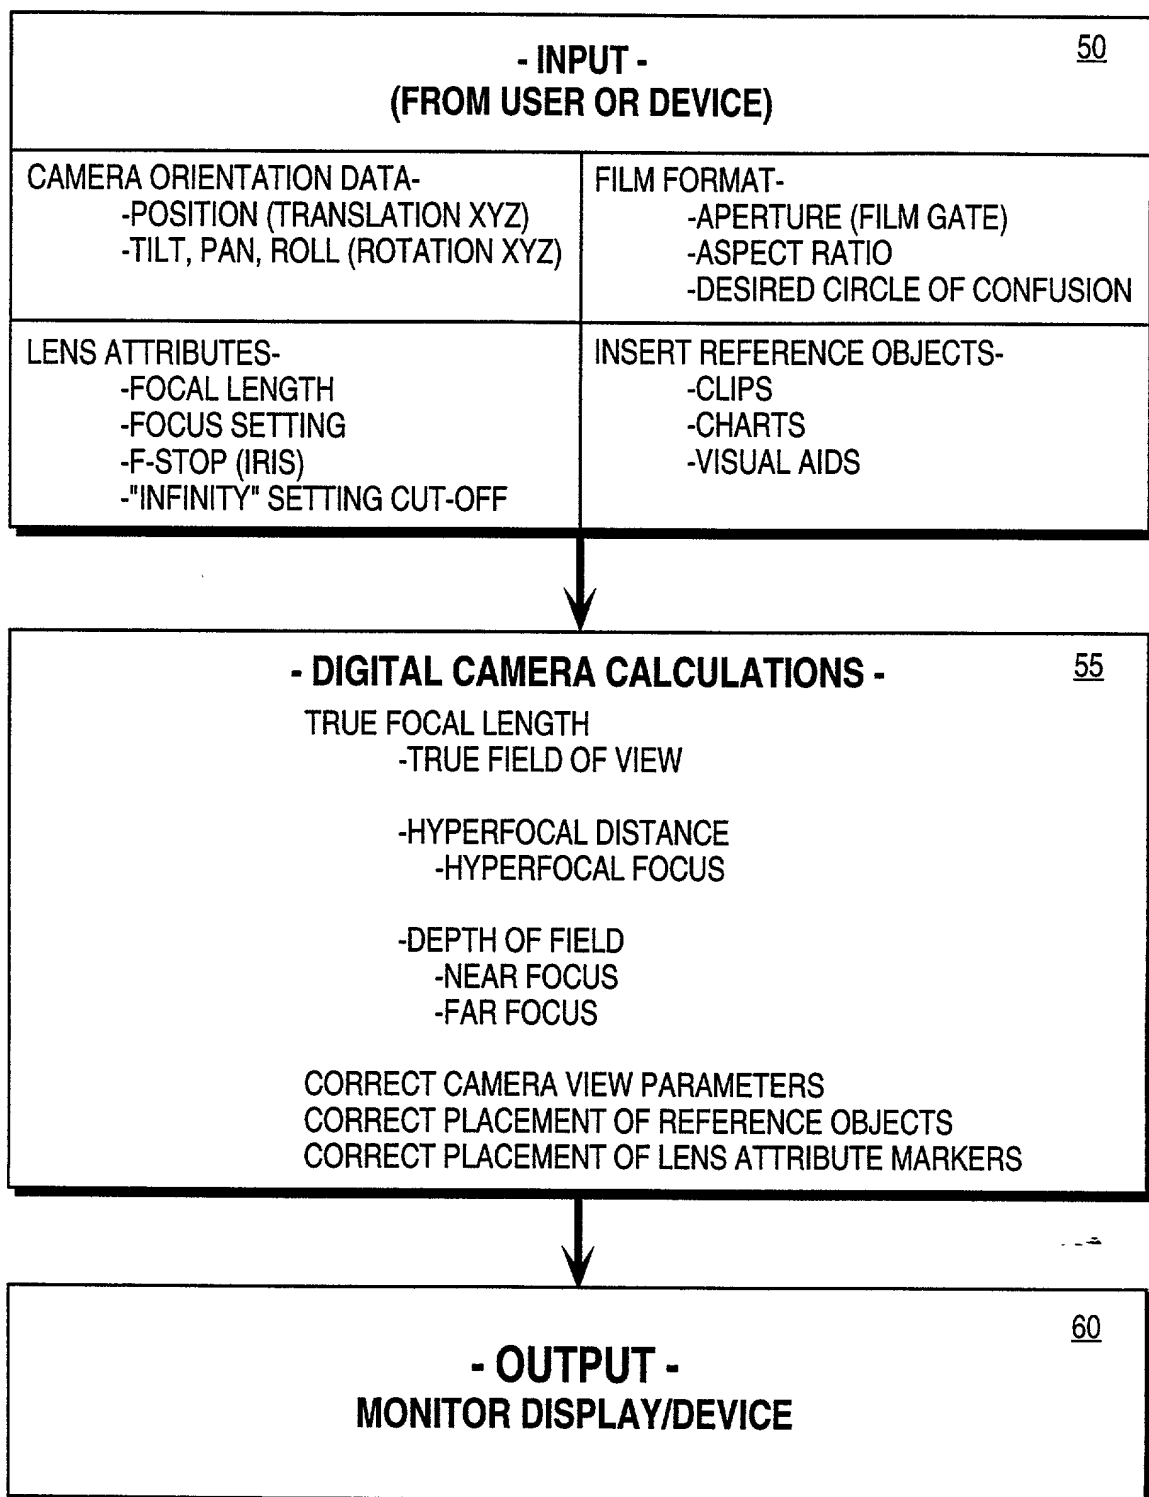 - INPUT -
50
(FROM USER OR DEVICE)
CAMERA ORIENTATION DATA-
-POSITION (TRANSLATION XYZ)
-TILT, PAN, ROLL (ROTATION XYZ)
FILM FORMAT-
-APERTURE (FILM GATE)
-ASPECT RATIO
-DESIRED CIRCLE OF CONFUSION
LENS ATTRIBUTES-
-FOCAL LENGTH
-FOCUS SETTING
-F-STOP (IRIS)
-"INFINITY" SETTING CUT-OFF
INSERT REFERENCE OBJECTS-
-CLIPS
-CHARTS
-VISUAL AIDS
- DIGITAL CAMERA CALCULATIONS -
55
TRUE FOCAL LENGTH
-TRUE FIELD OF VIEW
-HYPERFOCAL DISTANCE
-HYPERFOCAL FOCUS
-DEPTH OF FIELD
-NEAR FOCUS
-FAR FOCUS
CORRECT CAMERA VIEW PARAMETERS
CORRECT PLACEMENT OF REFERENCE OBJECTS
CORRECT PLACEMENT OF LENS ATTRIBUTE MARKERS
60
- OUTPUT -
MONITOR DISPLAY/DEVICE